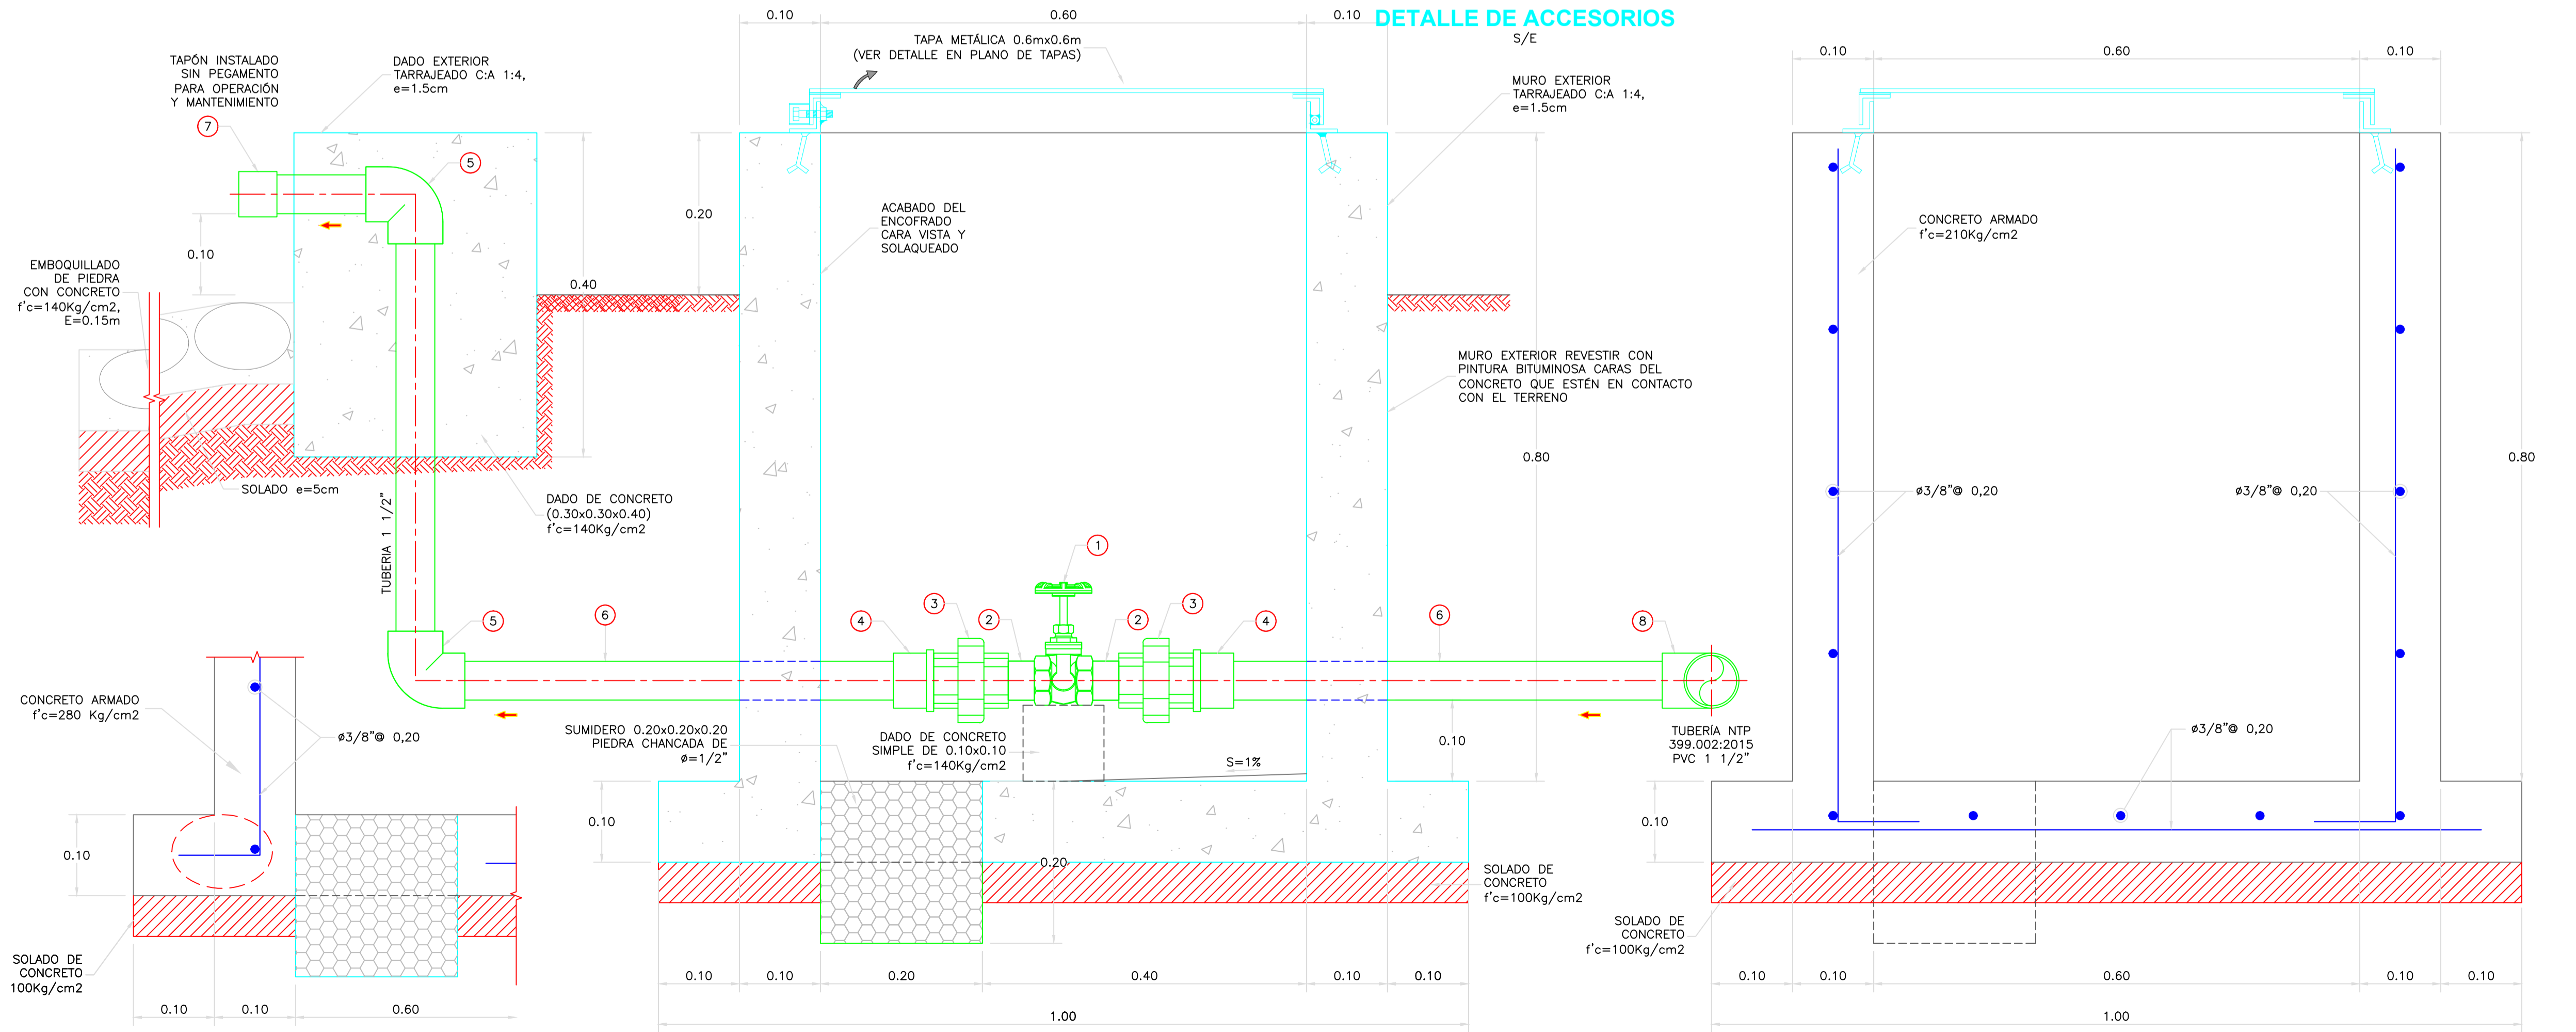 DETALLE DE ACCESORIOS
S/E
0.10
0.60
0.10
TAPA METÁLICA 0.6mx0.6m
(VER DETALLE EN PLANO DE TAPAS)
TAPÓN INSTALADO
SIN PEGAMENTO
PARA OPERACIÓN
Y MANTENIMIENTO
7
DADO EXTERIOR
TARRAJEADO C:A 1:4,
e=1.5cm
5
0.10
0.40
0.20
EMBOQUILLADO
DE PIEDRA
CON CONCRETO
f'c=140Kg/cm2,
E=0.15m
SOLADO e=5cm
TUBERIA 1 1/2"
DADO DE CONCRETO
(0.30x0.30x0.40)
f'c=140Kg/cm2
ACABADO DEL
ENCOFRADO
CARA VISTA Y
SOLAQUEADO
MURO EXTERIOR
TARRAJEADO C:A 1:4,
e=1.5cm
MURO EXTERIOR REVESTIR CON
PINTURA BITUMINOSA CARAS DEL
CONCRETO QUE ESTÉN EN CONTACTO
CON EL TERRENO
0.80
5
6
4
3
2
1
2
3
4
6
8
TUBERÍA NTP
399.002:2015
PVC 1 1/2"
SUMIDERO 0.20x0.20x0.20
PIEDRA CHANCADA DE
ø=1/2"
DADO DE CONCRETO
SIMPLE DE 0.10x0.10
f'c=140Kg/cm2
S=1%
0.10
0.10
0.20
SOLADO DE
CONCRETO
f'c=100Kg/cm2
0.10
0.10
0.20
0.40
0.10
0.10
1.00
CONCRETO ARMADO
f'c=280 Kg/cm2
ø3/8"@ 0,20
0.10
SOLADO DE
CONCRETO
100Kg/cm2
0.10
0.10
0.60
0.10
0.60
0.10
CONCRETO ARMADO
f'c=210Kg/cm2
0.80
ø3/8"@ 0,20
ø3/8"@ 0,20
ø3/8"@ 0,20
0.10
SOLADO DE
CONCRETO
f'c=100Kg/cm2
0.10
0.10
0.60
0.10
0.10
1.00